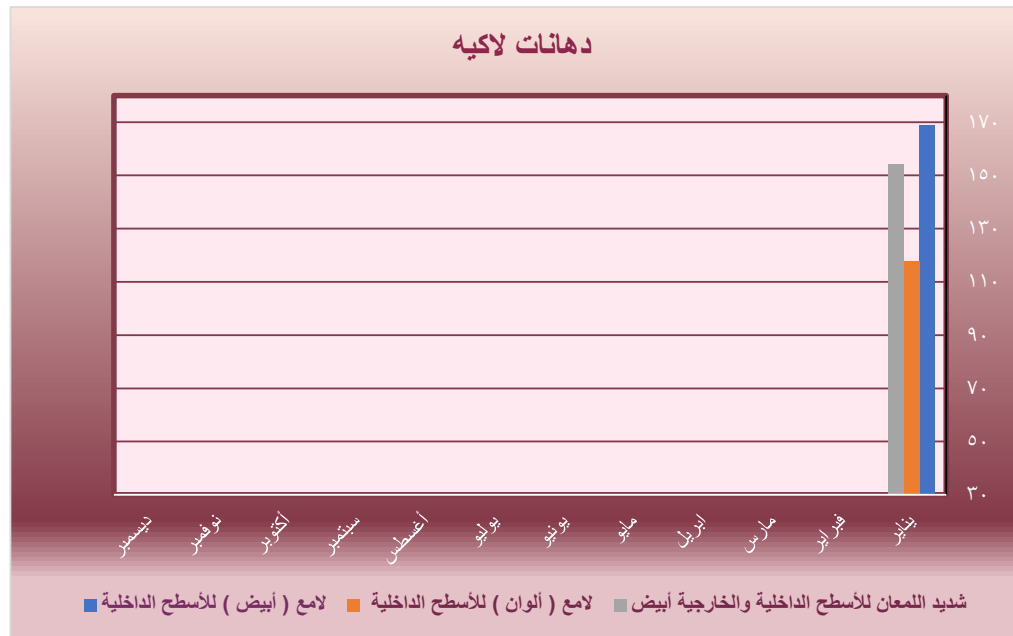 دهانات لاكيه
١٧٠
١٥٠
١٣٠
١١٠
٩٠
٧٠
٥٠
٣٠
يناير
فبراير
مارس
ابريل
مايو
يونيو
يوليو
أغسطس
سبتمبر
أكتوبر
نوفمبر
ديسمبر
شديد اللمعان للأسطح الداخلية والخارجية أبيض لامع ( ألوان ) للأسطح الداخلية لامع ( أبيض ) للأسطح الداخلية